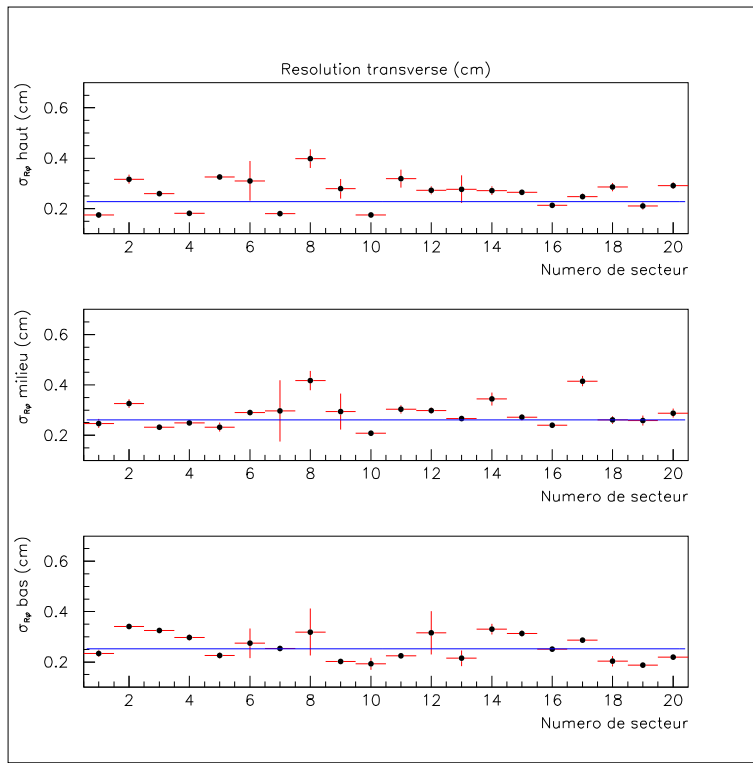 Resolution transverse (cm)
σRφ haut (cm)
0.6
0.4
0.2
2 4 6 8 10 12 14 16 18 20
Numero de secteur
σRφ milieu (cm)
0.6
0.4
0.2
2 4 6 8 10 12 14 16 18 20
Numero de secteur
σRφ bas (cm)
0.6
0.4
0.2
2 4 6 8 10 12 14 16 18 20
Numero de secteur